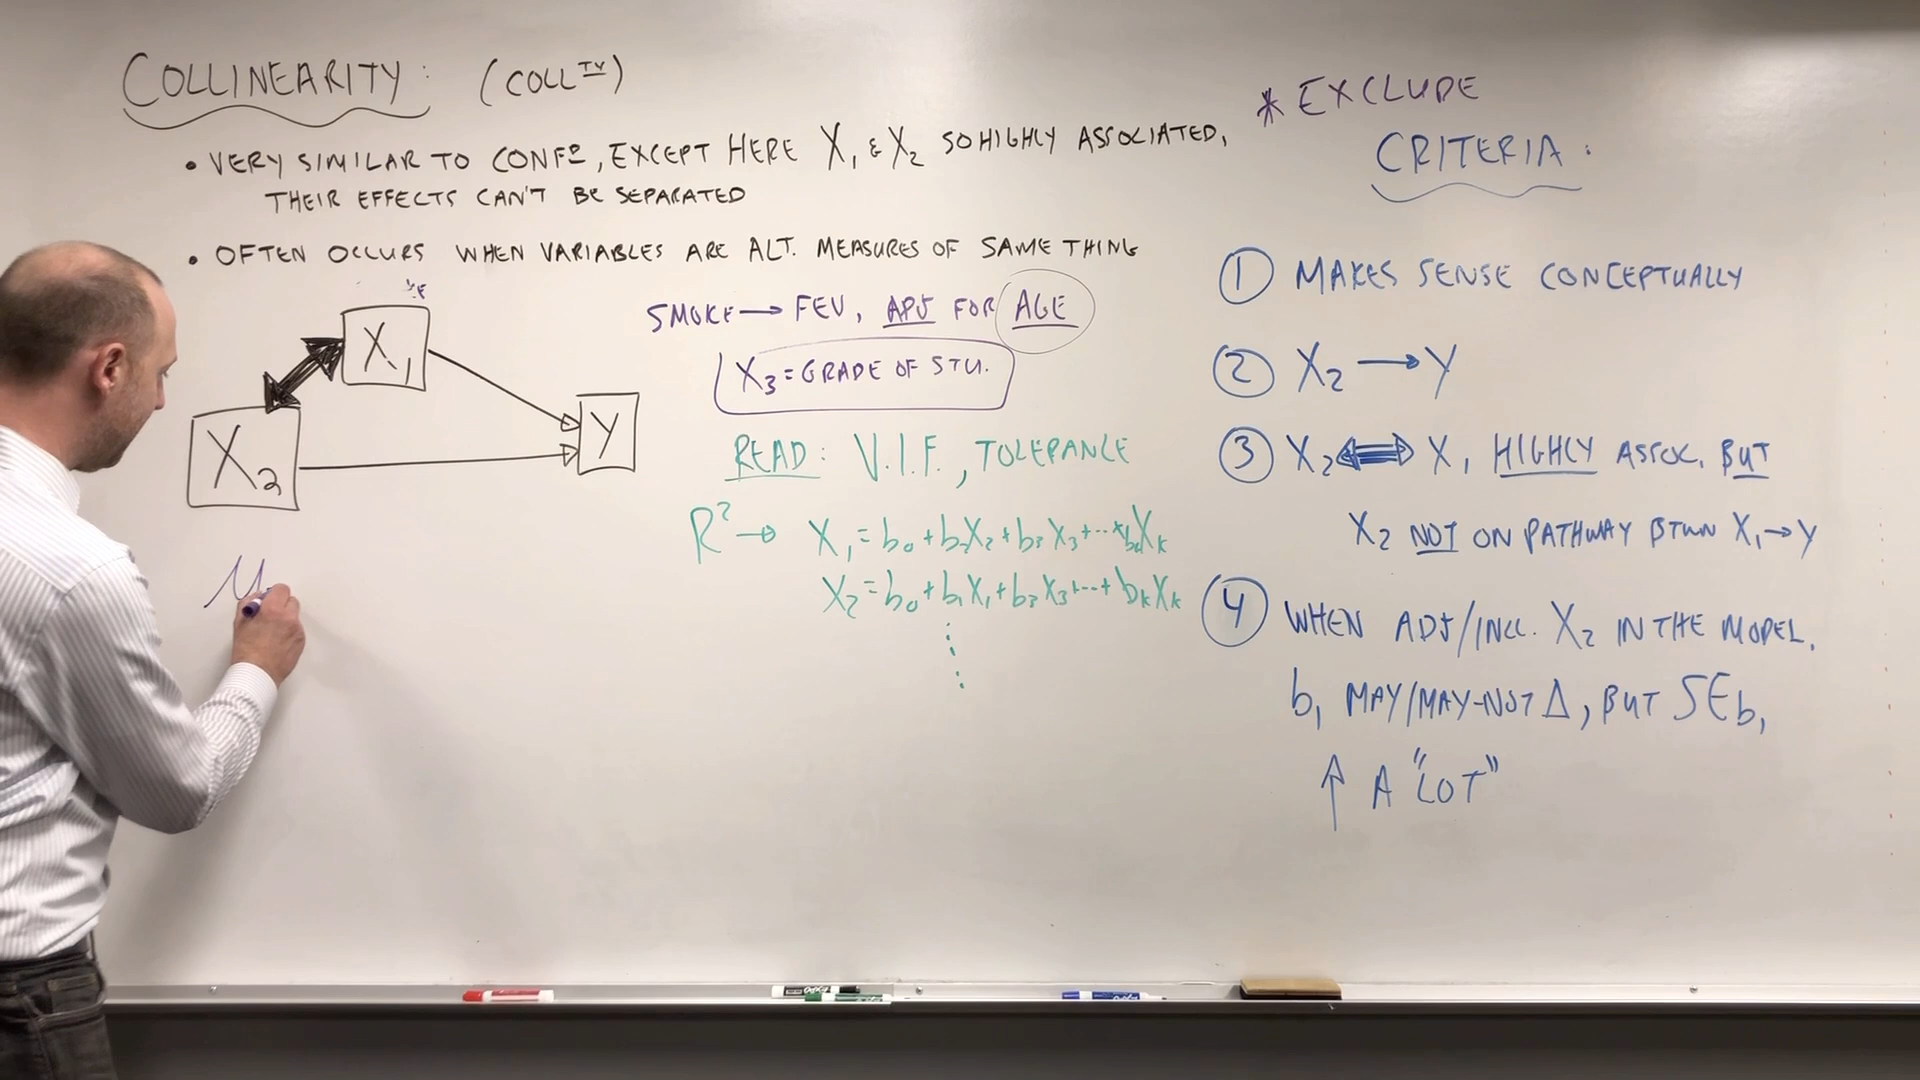 COLLINEARITY: (COLL TY)
• VERY SIMILAR TO CONFº, EXCEPT HERE X₁ & X₂ SO HIGHLY ASSOCIATED,
THEIR EFFECTS CAN'T BE SEPARATED
• OFTEN OCCURS WHEN VARIABLES ARE ALT. MEASURES OF SAME THING
X₁
X₂
Y
SMOKE → FEV, ADJ FOR AGE
X₃ = GRADE OF STU.
READ: V.I.F., TOLERANCE
R² → X₁ = b₀ + b₂X₂ + b₃X₃ + ··· + bₖXₖ
X₂ = b₀ + b₁X₁ + b₃X₃ + ··· + bₖXₖ
* EXCLUDE
CRITERIA:
① MAKES SENSE CONCEPTUALLY
② X₂ → Y
③ X₂ ⟺ X₁ HIGHLY ASSOC. BUT
X₂ NOT ON PATHWAY BTWN X₁ → Y
④ WHEN ADJ/INCL. X₂ IN THE MODEL,
b₁ MAY/MAY-NOT Δ, BUT SEb₁
↑ A "LOT"